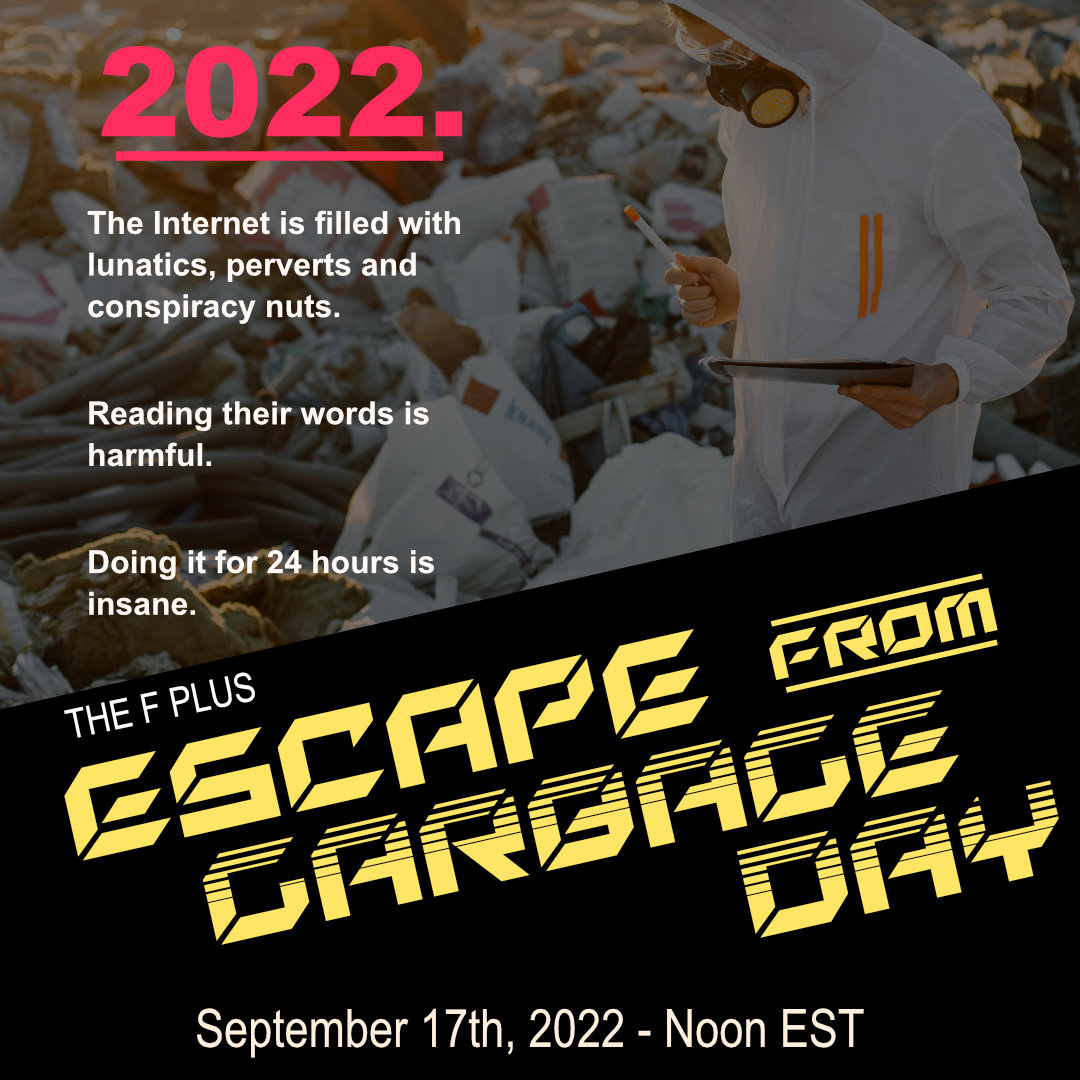 2022.
The Internet is filled with
lunatics, perverts and
conspiracy nuts.
Reading their words is
harmful.
Doing it for 24 hours is
insane.
THE F PLUS
ESCAPE FROM
GARBAGE
DAY
September 17th, 2022 - Noon EST